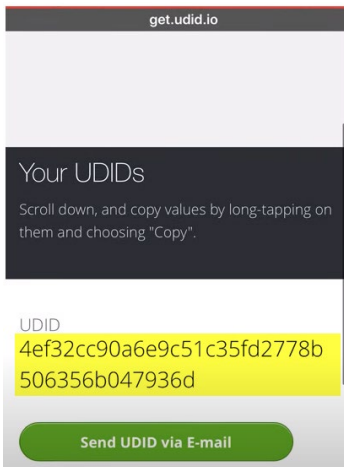 get.udid.io
Your UDIDs
Scroll down, and copy values by long-tapping on
them and choosing "Copy".
UDID
4ef32cc90a6e9c51c35fd2778b
506356b047936d
Send UDID via E-mail